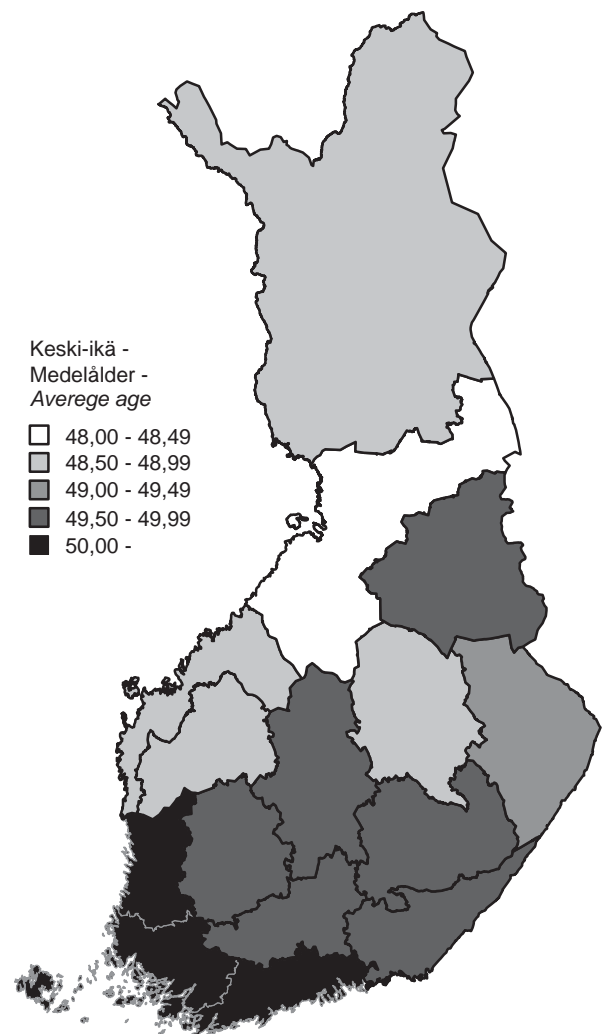 Keski-ikä -
Medelålder -
Averege age
48,00 - 48,49
48,50 - 48,99
49,00 - 49,49
49,50 - 49,99
50,00 -